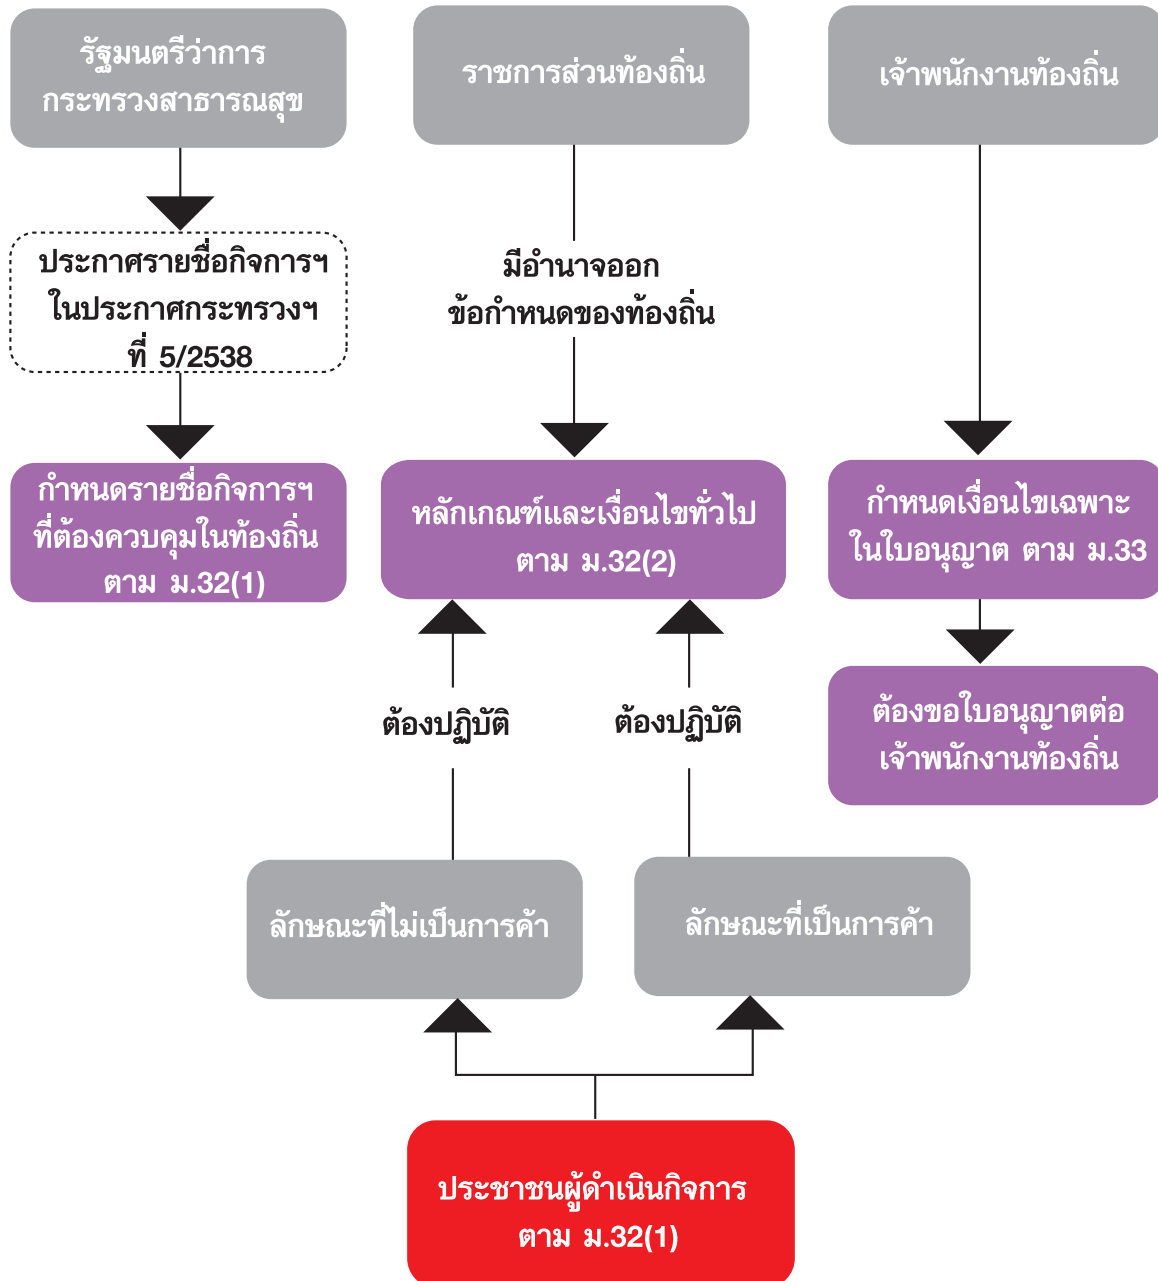 รัฐมนตรีว่าการ
กระทรวงสาธารณสุข
ราชการส่วนท้องถิ่น
เจ้าพนักงานท้องถิ่น
ประกาศรายชื่อกิจการฯ
ในประกาศกระทรวงฯ
ที่ 5/2538
มีอำนาจออก
ข้อกำหนดของท้องถิ่น
กำหนดรายชื่อกิจการฯ
ที่ต้องควบคุมในท้องถิ่น
ตาม ม.32(1)
หลักเกณฑ์และเงื่อนไขทั่วไป
ตาม ม.32(2)
กำหนดเงื่อนไขเฉพาะ
ในใบอนุญาต ตาม ม.33
ต้องปฏิบัติ
ต้องปฏิบัติ
ต้องขอใบอนุญาตต่อ
เจ้าพนักงานท้องถิ่น
ลักษณะที่ไม่เป็นการค้า
ลักษณะที่เป็นการค้า
ประชาชนผู้ดำเนินกิจการ
ตาม ม.32(1)